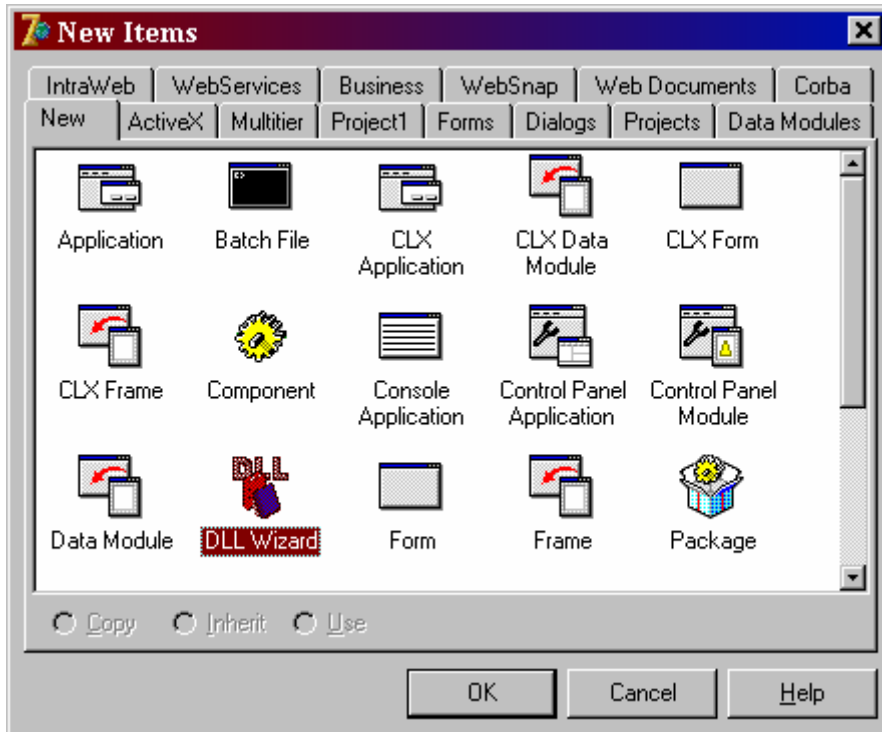 New Items
IntraWeb WebServices Business WebSnap Web Documents Corba
New ActiveX Multitier Project1 Forms Dialogs Projects Data Modules
Application Batch File CLX Application CLX Data Module CLX Form
CLX Frame Component Console Application Control Panel Application Control Panel Module
DLL
Data Module DLL Wizard Form Frame Package
Copy Inherit Use
OK Cancel Help